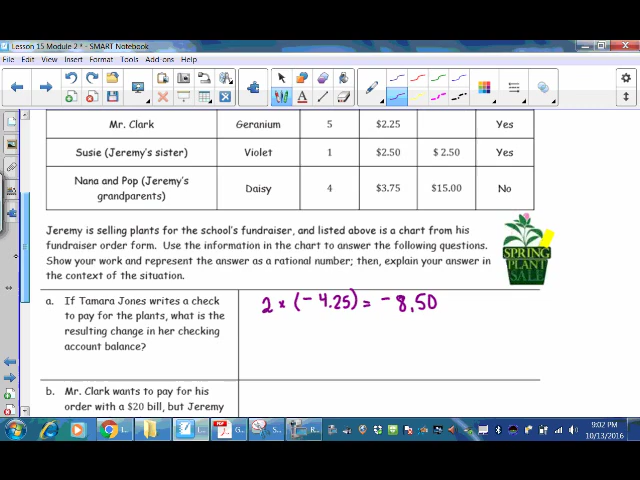 Lesson 15 Module 2 * - SMART Notebook
File Edit View Insert Format Tools Add-ons Help
Mr. Clark Geranium 5 $2.25 Yes
Susie (Jeremy's sister) Violet 1 $2.50 $ 2.50 Yes
Nana and Pop (Jeremy's
grandparents) Daisy 4 $3.75 $15.00 No
Jeremy is selling plants for the school's fundraiser, and listed above is a chart from his
fundraiser order form. Use the information in the chart to answer the following questions.
Show your work and represent the answer as a rational number; then, explain your answer in
the context of the situation.
SPRING
PLANT
SALE
a. If Tamara Jones writes a check
to pay for the plants, what is the
resulting change in her checking
account balance?
2 × (- 4.25) = - 8.50
b. Mr. Clark wants to pay for his
order with a $20 bill, but Jeremy
9:02 PM
10/13/2016